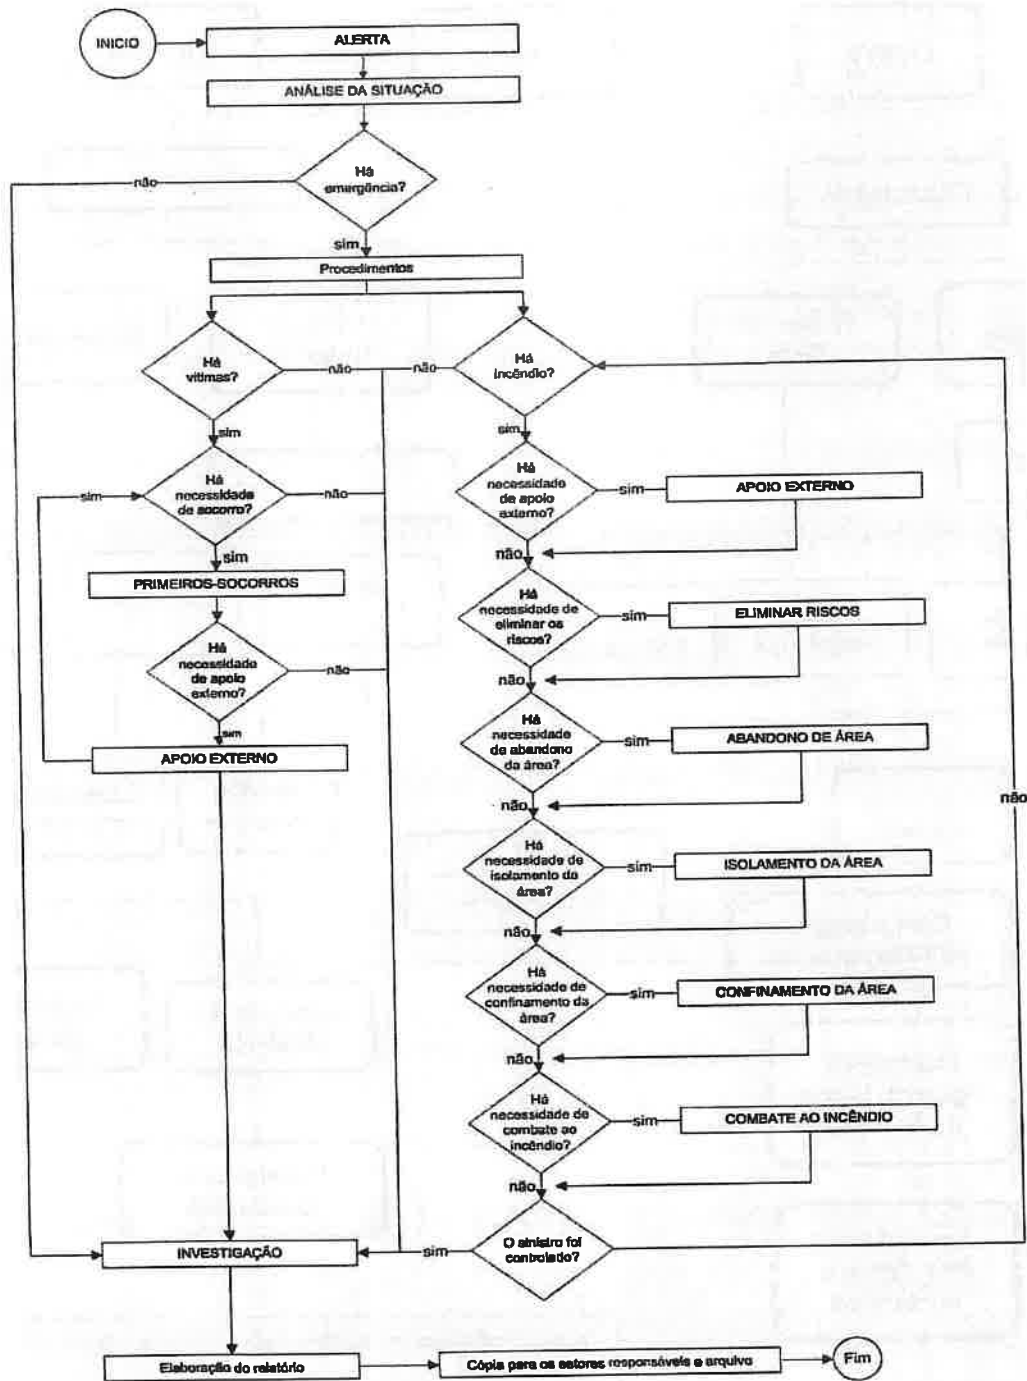 INICIO
ALERTA
ANÁLISE DA SITUAÇÃO
Há
emergência?
não
sim
Procedimentos
Há
vítimas?
não
não
Há
incêndio?
sim
sim
Há
necessidade
de socorro?
sim
não
sim
PRIMEIROS-SOCORROS
Há
necessidade
de apoio
externo?
não
sim
APOIO EXTERNO
Há
necessidade
de apoio
externo?
sim
APOIO EXTERNO
não
Há
necessidade de
eliminar os
riscos?
sim
ELIMINAR RISCOS
não
Há
necessidade
de abandono
da área?
sim
ABANDONO DE ÁREA
não
não
Há
necessidade de
isolamento da
área?
sim
ISOLAMENTO DA ÁREA
não
Há
necessidade de
confinamento da
área?
sim
CONFINAMENTO DA ÁREA
não
Há
necessidade de
combate ao
incêndio?
sim
COMBATE AO INCÊNDIO
não
O sinistro foi
controlado?
sim
INVESTIGAÇÃO
Elaboração do relatório
Cópia para os setores responsáveis e arquivo
Fim